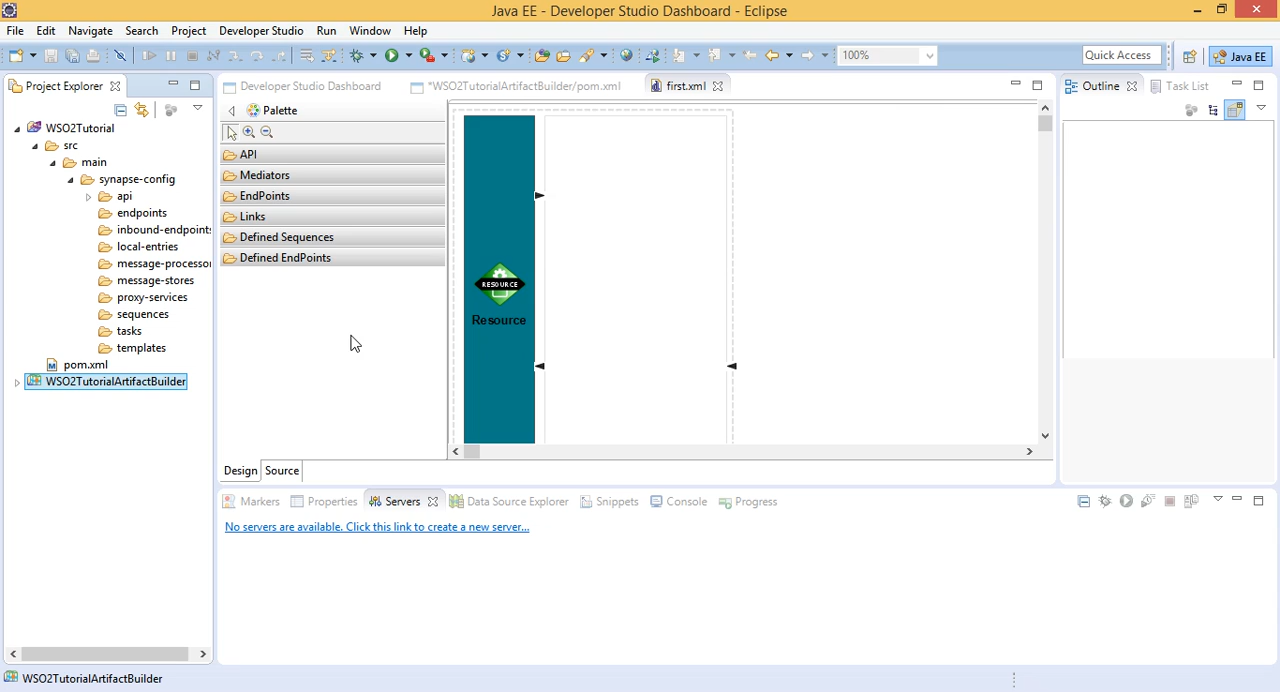 Java EE - Developer Studio Dashboard - Eclipse
File Edit Navigate Search Project Developer Studio Run Window Help
100%
Quick Access
Java EE
Project Explorer
WSO2Tutorial
src
main
synapse-config
api
endpoints
inbound-endpoints
local-entries
message-processo
message-stores
proxy-services
sequences
tasks
templates
pom.xml
WSO2TutorialArtifactBuilder
Developer Studio Dashboard
*WSO2TutorialArtifactBuilder/pom.xml
first.xml
Palette
API
Mediators
EndPoints
Links
Defined Sequences
Defined EndPoints
RESOURCE
Resource
Design Source
Outline Task List
Markers Properties Servers Data Source Explorer Snippets Console Progress
No servers are available. Click this link to create a new server...
WSO2TutorialArtifactBuilder